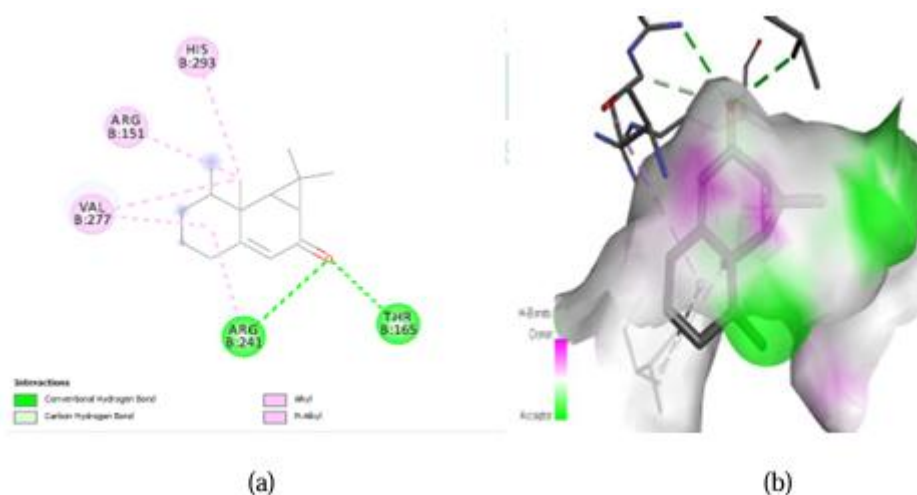 HIS
B:293
ARG
B:151
VAL
B:277
ARG
B:241
THR
B:165
Interactions
Conventional Hydrogen Bond
Carbon Hydrogen Bond
Alkyl
Pi-Alkyl
H-Bonds
Donor
Acceptor
(a)
(b)